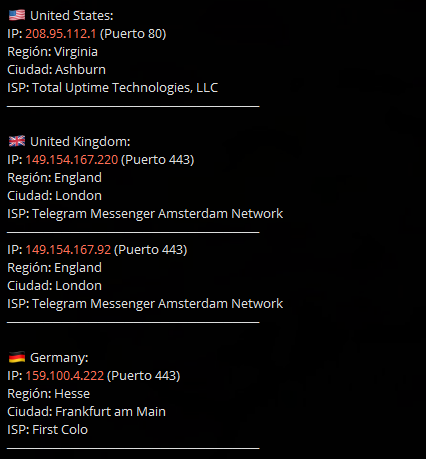 🇺🇸 United States:
IP: 208.95.112.1 (Puerto 80)
Región: Virginia
Ciudad: Ashburn
ISP: Total Uptime Technologies, LLC
🇬🇧 United Kingdom:
IP: 149.154.167.220 (Puerto 443)
Región: England
Ciudad: London
ISP: Telegram Messenger Amsterdam Network
IP: 149.154.167.92 (Puerto 443)
Región: England
Ciudad: London
ISP: Telegram Messenger Amsterdam Network
🇩🇪 Germany:
IP: 159.100.4.222 (Puerto 443)
Región: Hesse
Ciudad: Frankfurt am Main
ISP: First Colo